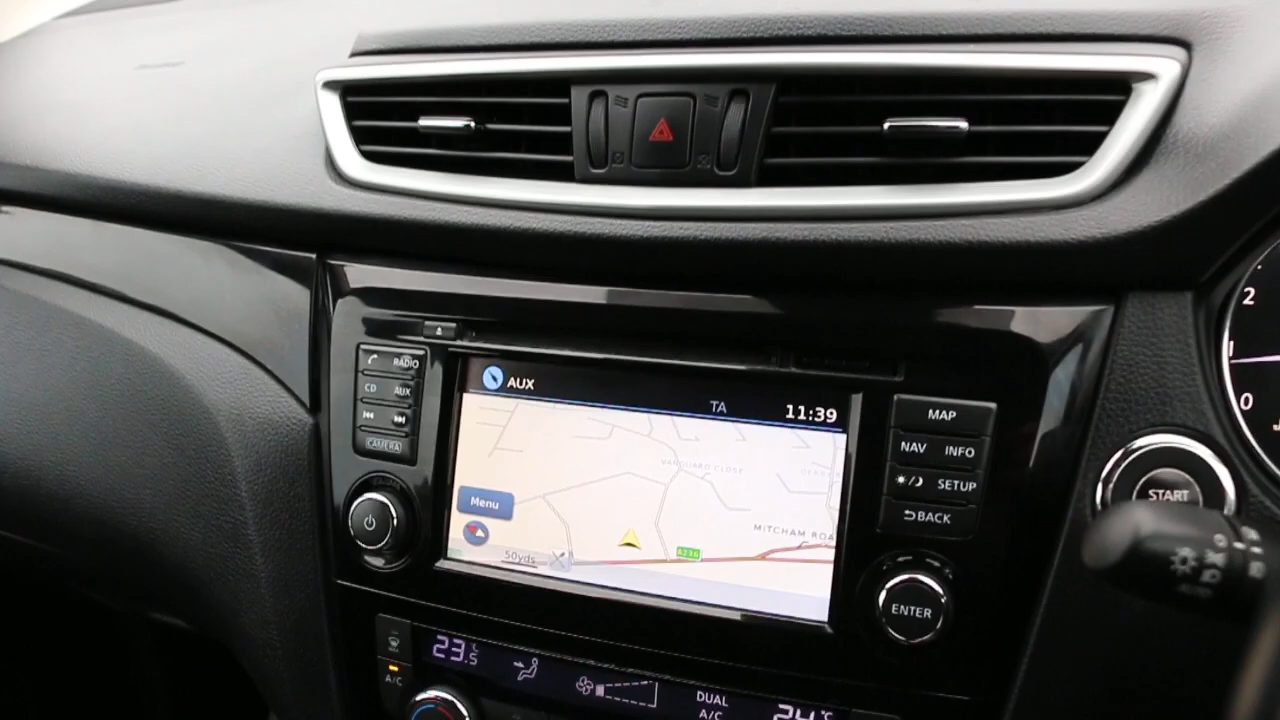 RADIO
CD AUX
CAMERA
AUX
TA 11:39
VANGUARD CLOSE
Menu
MITCHAM ROA
A236
50yds
MAP
NAV INFO
SETUP
BACK
ENTER
START
2
0
23.5°C
A/C
DUAL
A/C
24°C